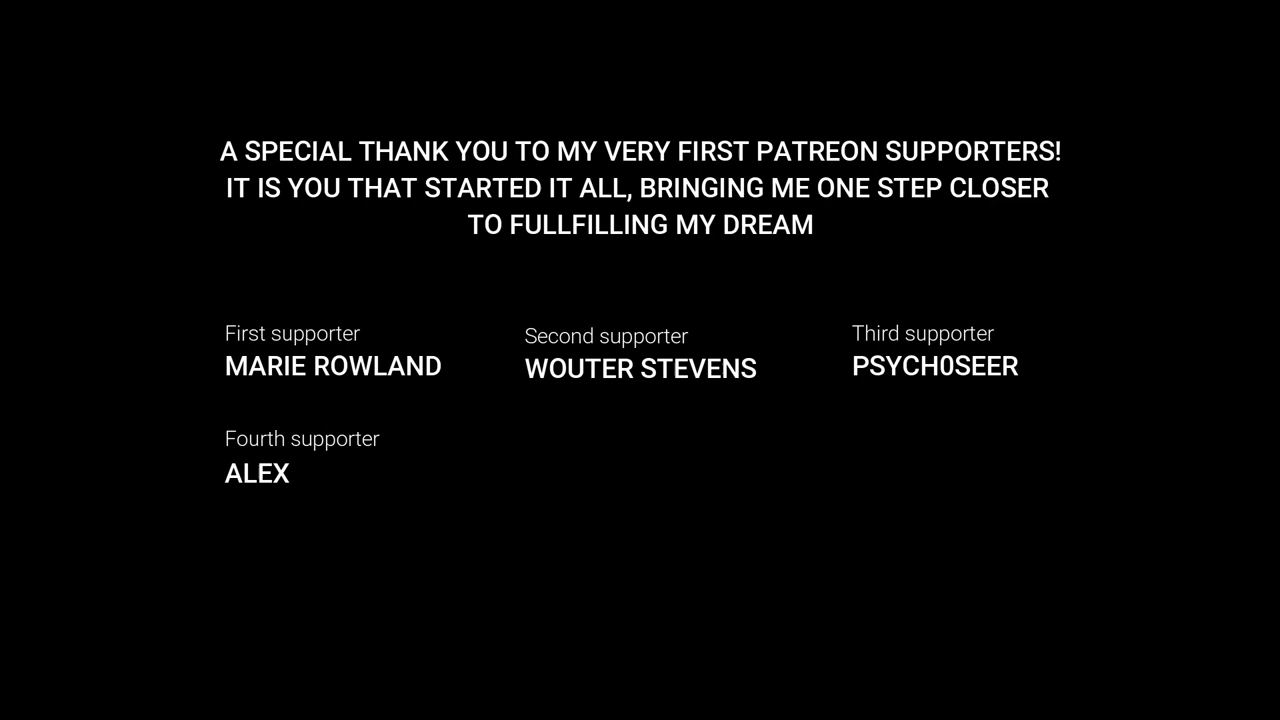 A SPECIAL THANK YOU TO MY VERY FIRST PATREON SUPPORTERS!
IT IS YOU THAT STARTED IT ALL, BRINGING ME ONE STEP CLOSER
TO FULLFILLING MY DREAM
First supporter
MARIE ROWLAND
Second supporter
WOUTER STEVENS
Third supporter
PSYCH0SEER
Fourth supporter
ALEX